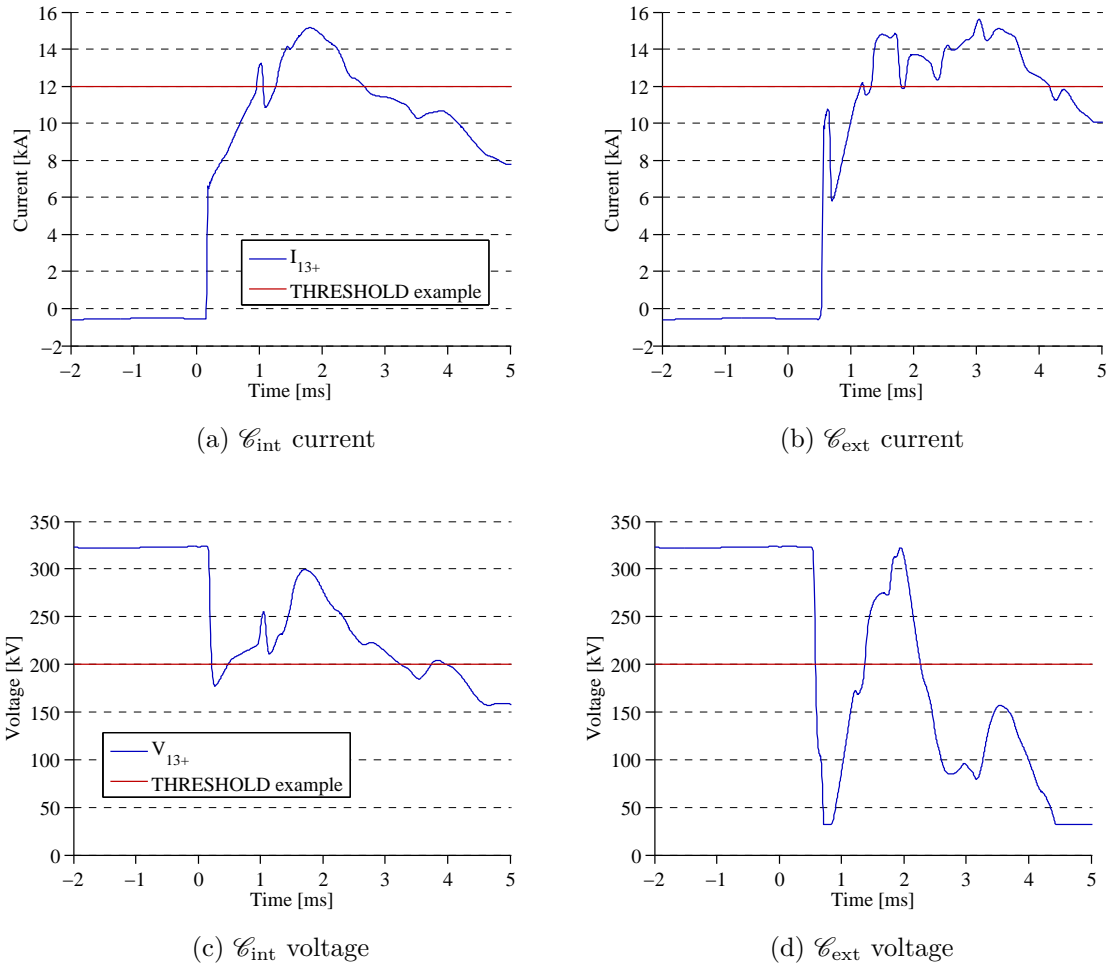 16
14
12
10
8
6
4
2
0
−2
Current [kA]
I13+
THRESHOLD example
−2 −1 0 1 2 3 4 5
Time [ms]
(a) 𝒞int current
16
14
12
10
8
6
4
2
0
−2
Current [kA]
−2 −1 0 1 2 3 4 5
Time [ms]
(b) 𝒞ext current
350
300
250
200
150
100
50
0
Voltage [kV]
V13+
THRESHOLD example
−2 −1 0 1 2 3 4 5
Time [ms]
(c) 𝒞int voltage
350
300
250
200
150
100
50
0
Voltage [kV]
−2 −1 0 1 2 3 4 5
Time [ms]
(d) 𝒞ext voltage